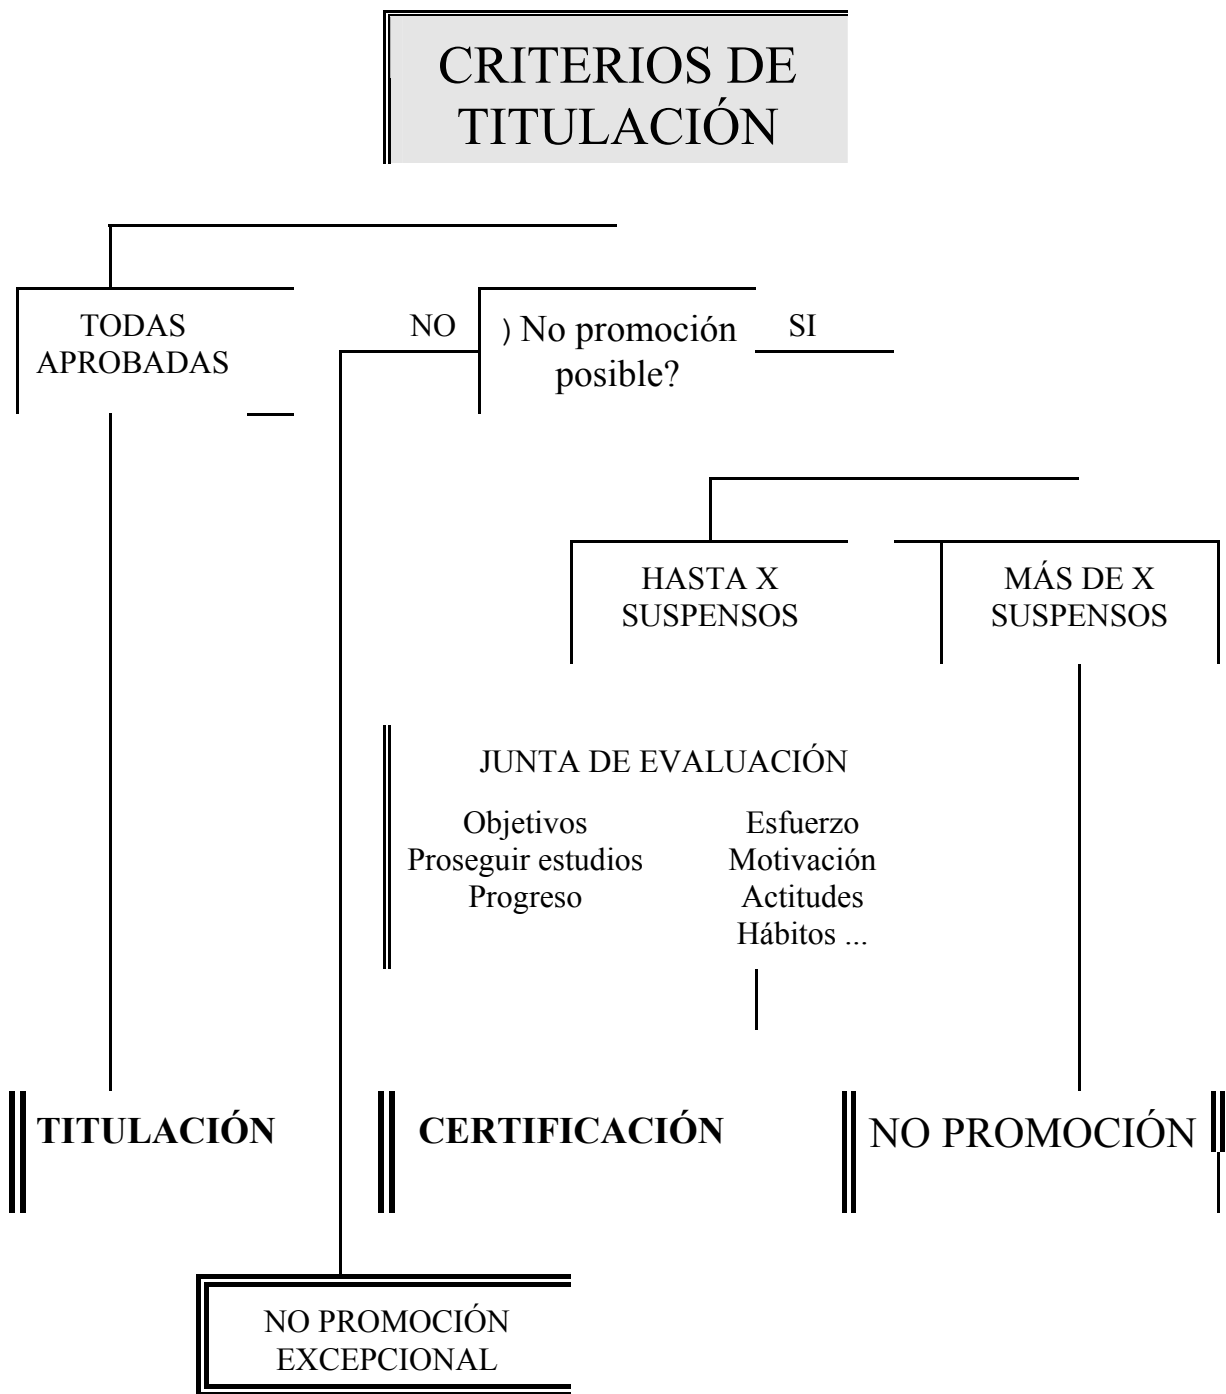 CRITERIOS DE
TITULACIÓN
TODAS
APROBADAS
NO
) No promoción
posible?
SI
HASTA X
SUSPENSOS
MÁS DE X
SUSPENSOS
JUNTA DE EVALUACIÓN
Objetivos
Proseguir estudios
Progreso
Esfuerzo
Motivación
Actitudes
Hábitos ...
TITULACIÓN
CERTIFICACIÓN
NO PROMOCIÓN
NO PROMOCIÓN
EXCEPCIONAL